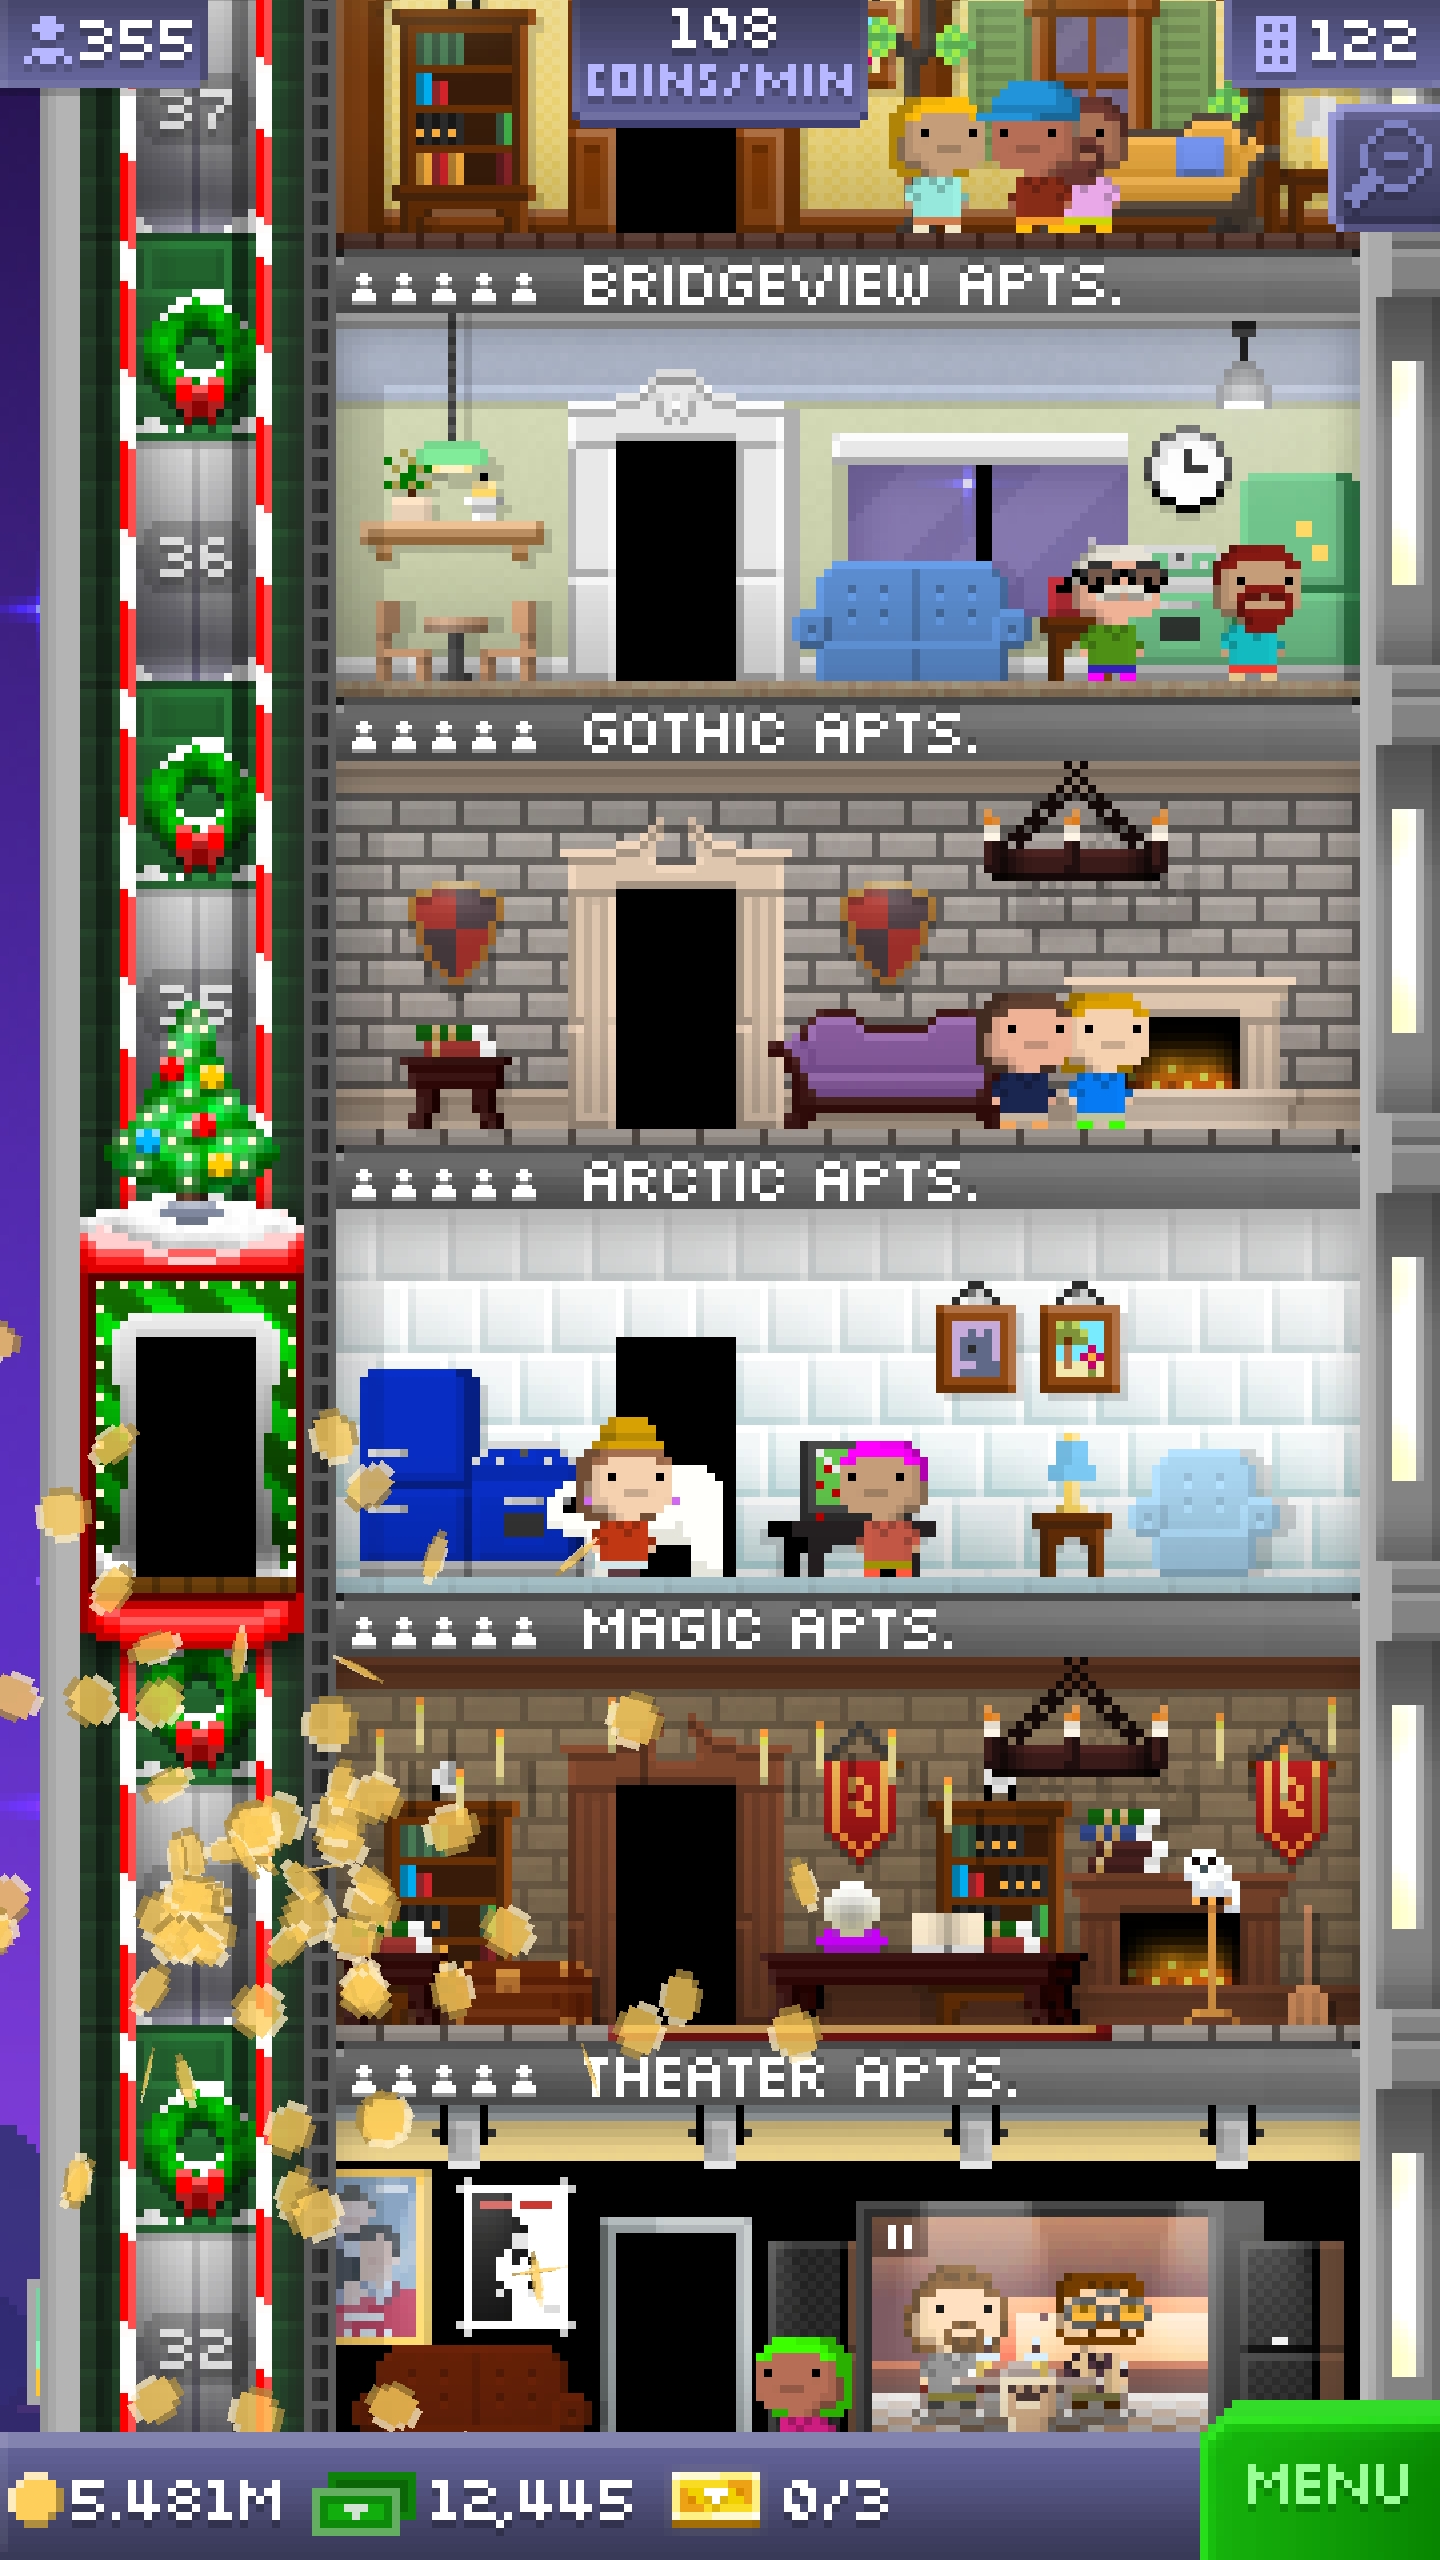 355
108
COINS/MIN
122
37
BRIDGEVIEW APTS.
36
GOTHIC APTS.
35
ARCTIC APTS.
MAGIC APTS.
THEATER APTS.
32
5.481M
12,445
0/3
MENU